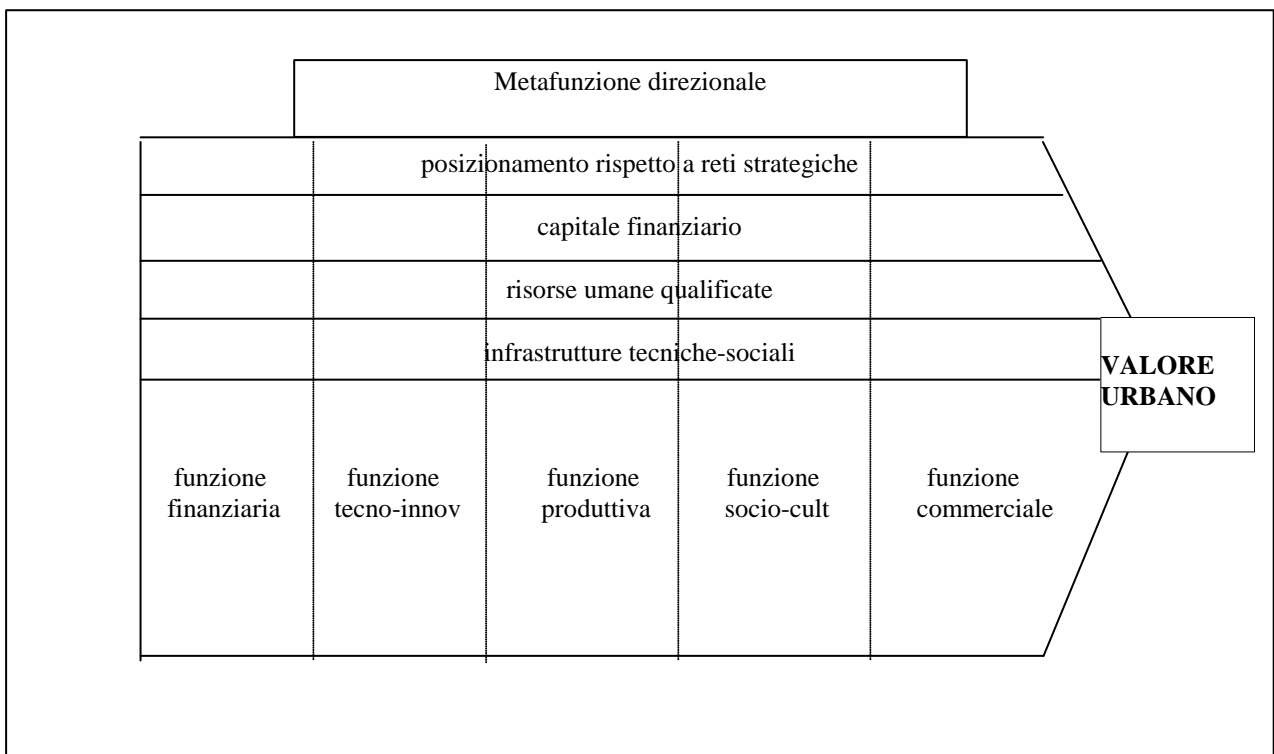 Metafunzione direzionale
posizionamento rispetto a reti strategiche
capitale finanziario
risorse umane qualificate
infrastrutture tecniche-sociali
VALORE
URBANO
funzione
finanziaria
funzione
tecno-innov
funzione
produttiva
funzione
socio-cult
funzione
commerciale